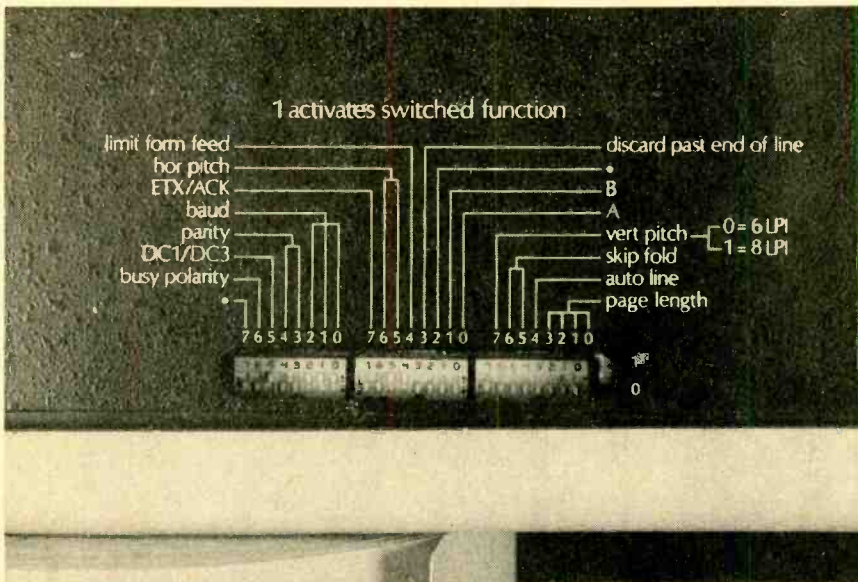 1 activates switched function
limit form feed
hor pitch
ETX/ACK
baud
parity
DC1/DC3
busy polarity
•
discard past end of line
•
B
A
vert pitch
0 = 6 LPI
1 = 8 LPI
skip fold
auto line
page length
7 6 5 4 3 2 1 0 7 6 5 4 3 2 1 0 7 6 5 4 3 2 1 0
0